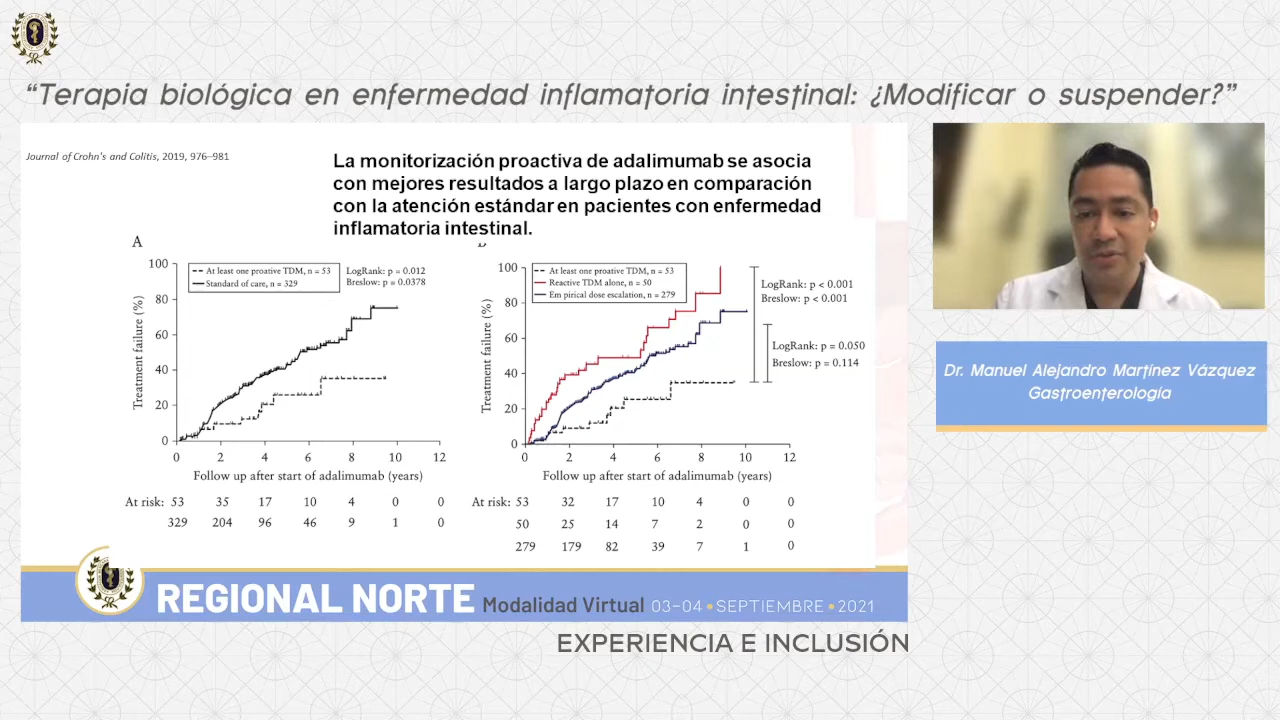 “Terapia biológica en enfermedad inflamatoria intestinal: ¿Modificar o suspender?”
Journal of Crohn's and Colitis, 2019, 976–981
La monitorización proactiva de adalimumab se asocia
con mejores resultados a largo plazo en comparación
con la atención estándar en pacientes con enfermedad
inflamatoria intestinal.
A
At least one proative TDM, n = 53
Standard of care, n = 329
LogRank: p = 0.012
Breslow: p = 0.0378
Treatment failure (%)
100
80
60
40
20
0
0 2 4 6 8 10 12
Follow up after start of adalimumab (years)
At risk: 53 35 17 10 4 0 0
329 204 96 46 9 1 0
At least one proative TDM, n = 53
Reactive TDM alone, n = 50
Em pirical dose escalation, n = 279
LogRank: p < 0.001
Breslow: p < 0.001
LogRank: p = 0.050
Breslow: p = 0.114
Treatment failure (%)
100
80
60
40
20
0
0 2 4 6 8 10 12
Follow up after start of adalimumab (years)
At risk: 53 32 17 10 4 0 0
50 25 14 7 2 0 0
279 179 82 39 7 1 0
Dr. Manuel Alejandro Martínez Vázquez
Gastroenterología
REGIONAL NORTE Modalidad Virtual 03-04 • SEPTIEMBRE • 2021
EXPERIENCIA E INCLUSIÓN